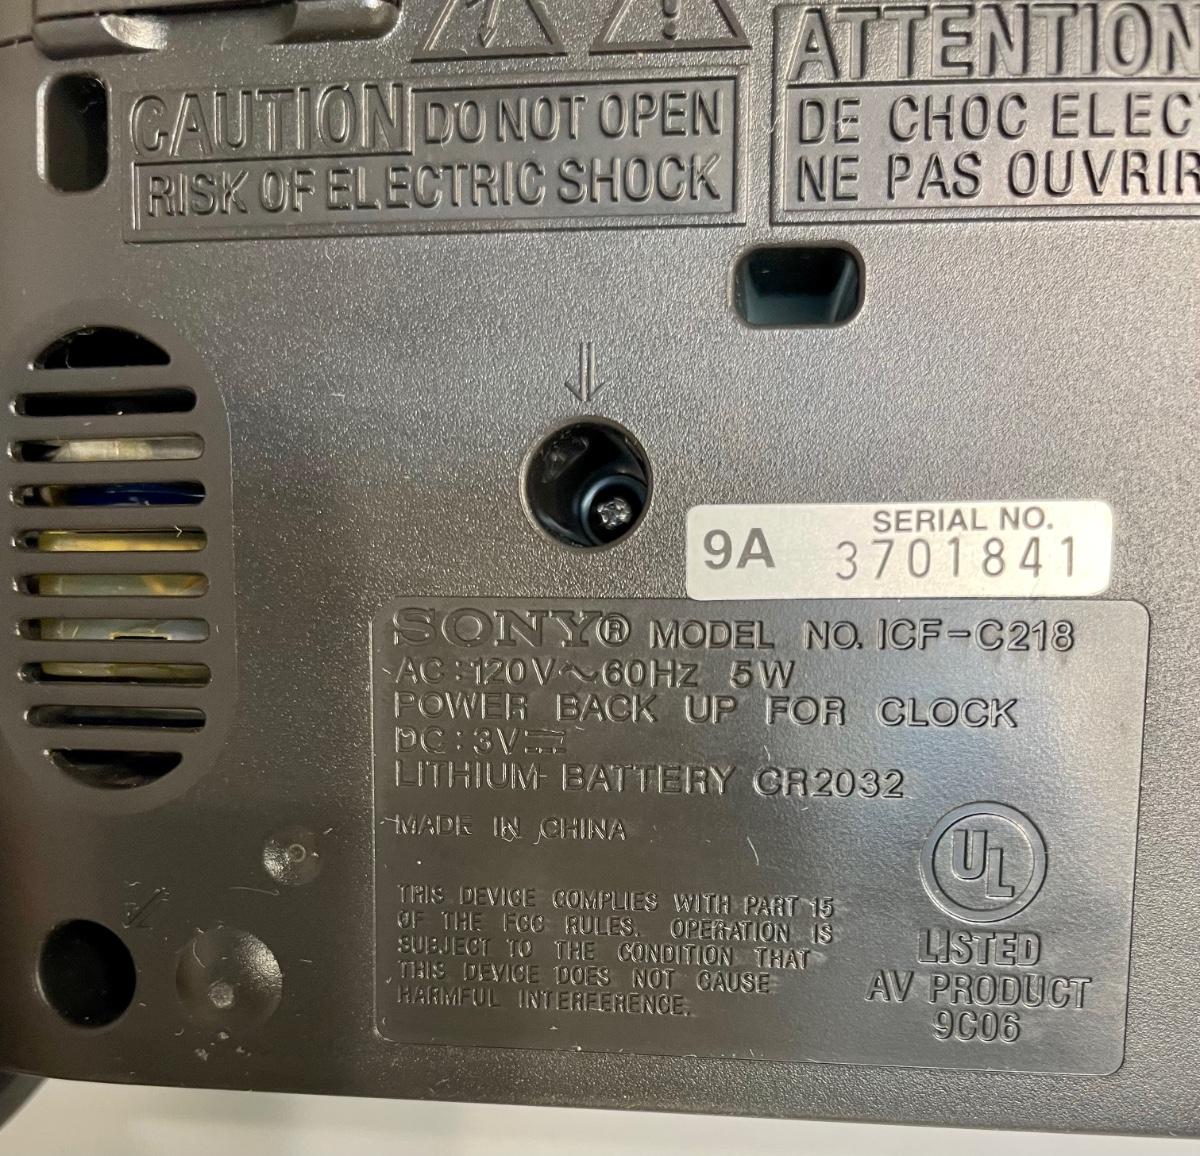 CAUTION DO NOT OPEN
RISK OF ELECTRIC SHOCK
ATTENTION
DE CHOC ELEC
NE PAS OUVRIR
9A
SERIAL NO.
3701841
SONY® MODEL NO. ICF-C218
AC : 120V ~ 60Hz 5W
POWER BACK UP FOR CLOCK
DC : 3V ⎓
LITHIUM BATTERY CR2032
MADE IN CHINA
THIS DEVICE COMPLIES WITH PART 15
OF THE FCC RULES. OPERATION IS
SUBJECT TO THE CONDITION THAT
THIS DEVICE DOES NOT CAUSE
HARMFUL INTERFERENCE.
UL
LISTED
AV PRODUCT
9C06